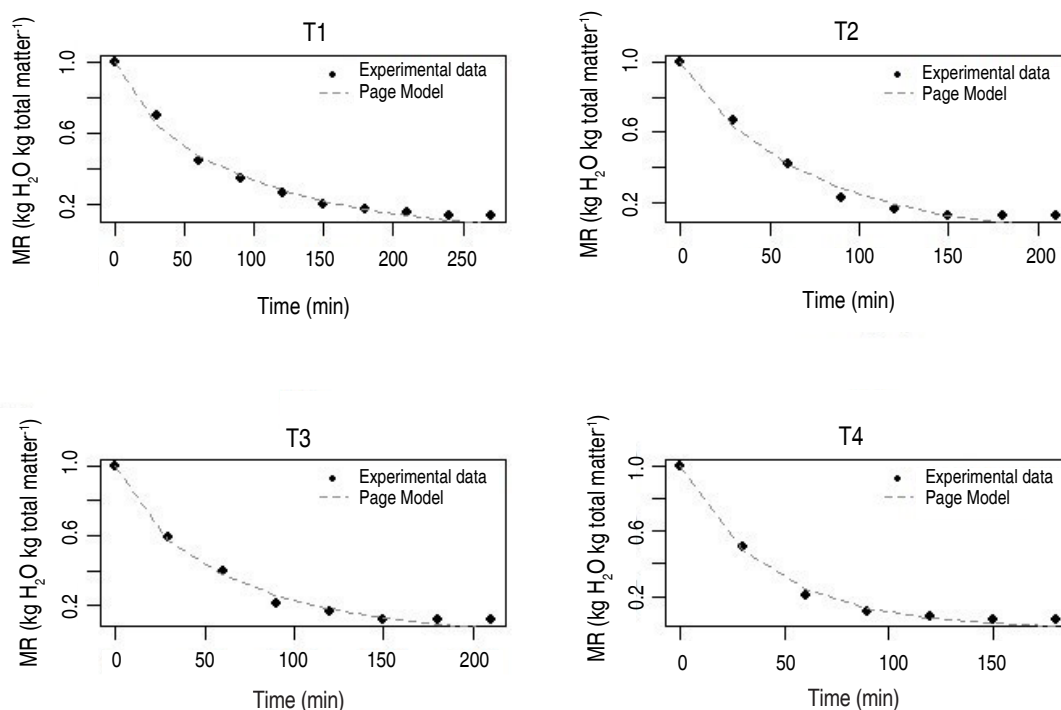 T1
MR (kg H₂O kg total matter⁻¹)
1.0
0.6
0.2
Experimental data
Page Model
0 50 100 150 200 250
Time (min)
T2
MR (kg H₂O kg total matter⁻¹)
1.0
0.6
0.2
Experimental data
Page Model
0 50 100 150 200
Time (min)
T3
MR (kg H₂O kg total matter⁻¹)
1.0
0.6
0.2
Experimental data
Page Model
0 50 100 150 200
Time (min)
T4
MR (kg H₂O kg total matter⁻¹)
1.0
0.6
0.2
Experimental data
Page Model
0 50 100 150
Time (min)